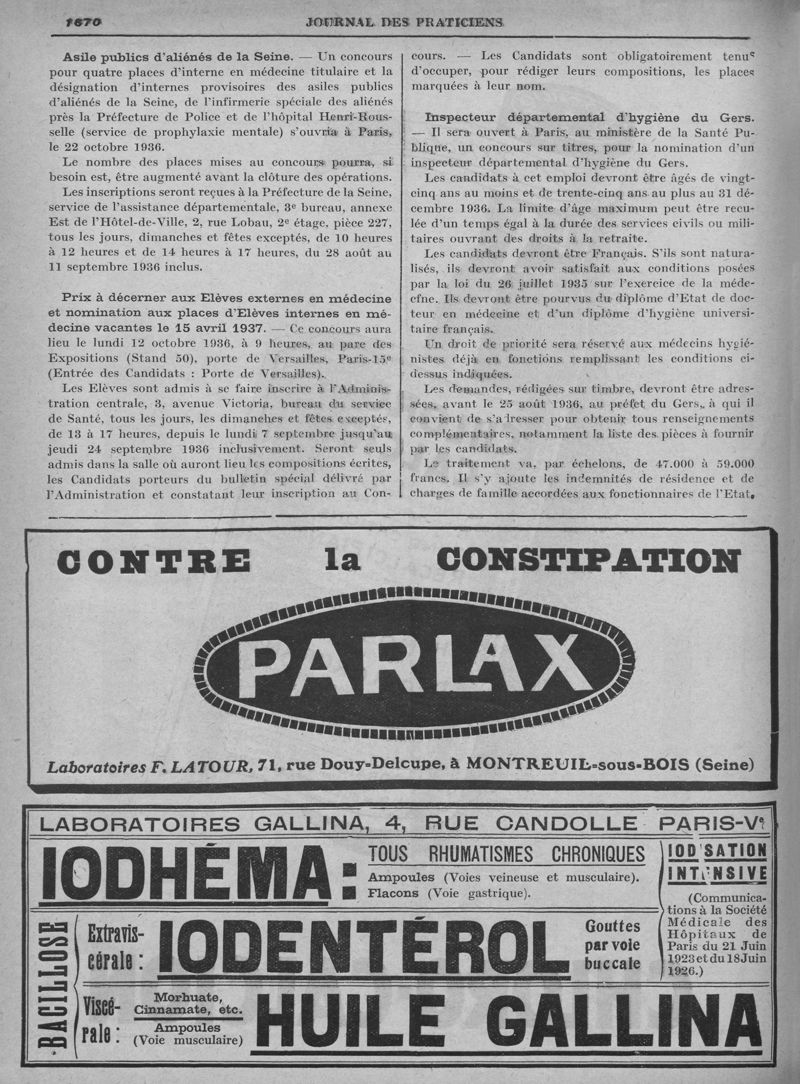 1670
JOURNAL DES PRATICIENS
Asile publics d'aliénés de la Seine. — Un concours
pour quatre places d'interne en médecine titulaire et la
désignation d'internes provisoires des asiles publics
d'aliénés de la Seine, de l'infirmerie spéciale des aliénés
près la Préfecture de Police et de l'hôpital Henri-Rous-
selle (service de prophylaxie mentale) s'ouvria à Paris,
le 22 octobre 1936.
Le nombre des places mises au concours pourra, si
besoin est, être augmenté avant la clôture des opérations.
Les inscriptions seront reçues à la Préfecture de la Seine,
service de l'assistance départementale, 3e bureau, annexe
Est de l'Hôtel-de-Ville, 2, rue Lobau, 2e étage, pièce 227,
tous les jours, dimanches et fêtes exceptés, de 10 heures
à 12 heures et de 14 heures à 17 heures, du 28 août au
11 septembre 1936 inclus.
Prix à décerner aux Elèves externes en médecine
et nomination aux places d'Elèves internes en mé-
decine vacantes le 15 avril 1937. — Ce concours aura
lieu le lundi 12 octobre 1936, à 9 heures, au parc des
Expositions (Stand 50), porte de Versailles, Paris-15e
(Entrée des Candidats : Porte de Versailles).
Les Elèves sont admis à se faire inscrire à l'Adminis-
tration centrale, 3, avenue Victoria, bureau du service
de Santé, tous les jours, les dimanches et fêtes exceptés,
de 13 à 17 heures, depuis le lundi 7 septembre jusqu'au
jeudi 24 septembre 1936 inclusivement. Seront seuls
admis dans la salle où auront lieu les compositions écrites,
les Candidats porteurs du bulletin spécial délivré par
l'Administration et constatant leur inscription au Con-
cours. — Les Candidats sont obligatoirement tenus
d'occuper, pour rédiger leurs compositions, les places
marquées à leur nom.
Inspecteur départemental d'hygiène du Gers.
— Il sera ouvert à Paris, au ministère de la Santé Pu-
blique, un concours sur titres, pour la nomination d'un
inspecteur départemental d'hygiène du Gers.
Les candidats à cet emploi devront être âgés de vingt-
cinq ans au moins et de trente-cinq ans au plus au 31 dé-
cembre 1936. La limite d'âge maximum peut être recu-
lée d'un temps égal à la durée des services civils ou mili-
taires ouvrant des droits à la retraite.
Les candidats devront être Français. S'ils sont natura-
lisés, ils devront avoir satisfait aux conditions posées
par la loi du 26 juillet 1935 sur l'exercice de la méde-
cfne. Ils devront être pourvus du diplôme d'Etat de doc-
teur en médecine et d'un diplôme d'hygiène universi-
taire français.
Un droit de priorité sera réservé aux médecins hygié-
nistes déjà en fonctions remplissant les conditions ci-
dessus indiquées.
Les demandes, rédigées sur timbre, devront être adres-
sées, avant le 25 août 1936, au préfet du Gers, à qui il
convient de s'adresser pour obtenir tous renseignements
complémentaires, notamment la liste des pièces à fournir
par les candidats.
Le traitement va, par échelons, de 47.000 à 59.000
francs. Il s'y ajoute les indemnités de résidence et de
charges de famille accordées aux fonctionnaires de l'Etat.
CONTRE la CONSTIPATION
PARLAX
Laboratoires F. LATOUR, 71, rue Douy-Delcupe, à MONTREUIL-sous-BOIS (Seine)
LABORATOIRES GALLINA, 4, RUE CANDOLLE PARIS-Ve
IODHÉMA :
TOUS RHUMATISMES CHRONIQUES
Ampoules (Voies veineuse et musculaire).
Flacons (Voie gastrique).
IODISATION
INTENSIVE
(Communica-
tions à la Société
Médicale des
Hôpitaux de
Paris du 21 Juin
1923 et du 18 Juin
1926.)
BACILLOSE
Extravis-
cérale :
IODENTÉROL
Gouttes
par voie
buccale
Viscé-
rale :
Morhuate,
Cinnamate, etc.
Ampoules
(Voie musculaire)
HUILE GALLINA